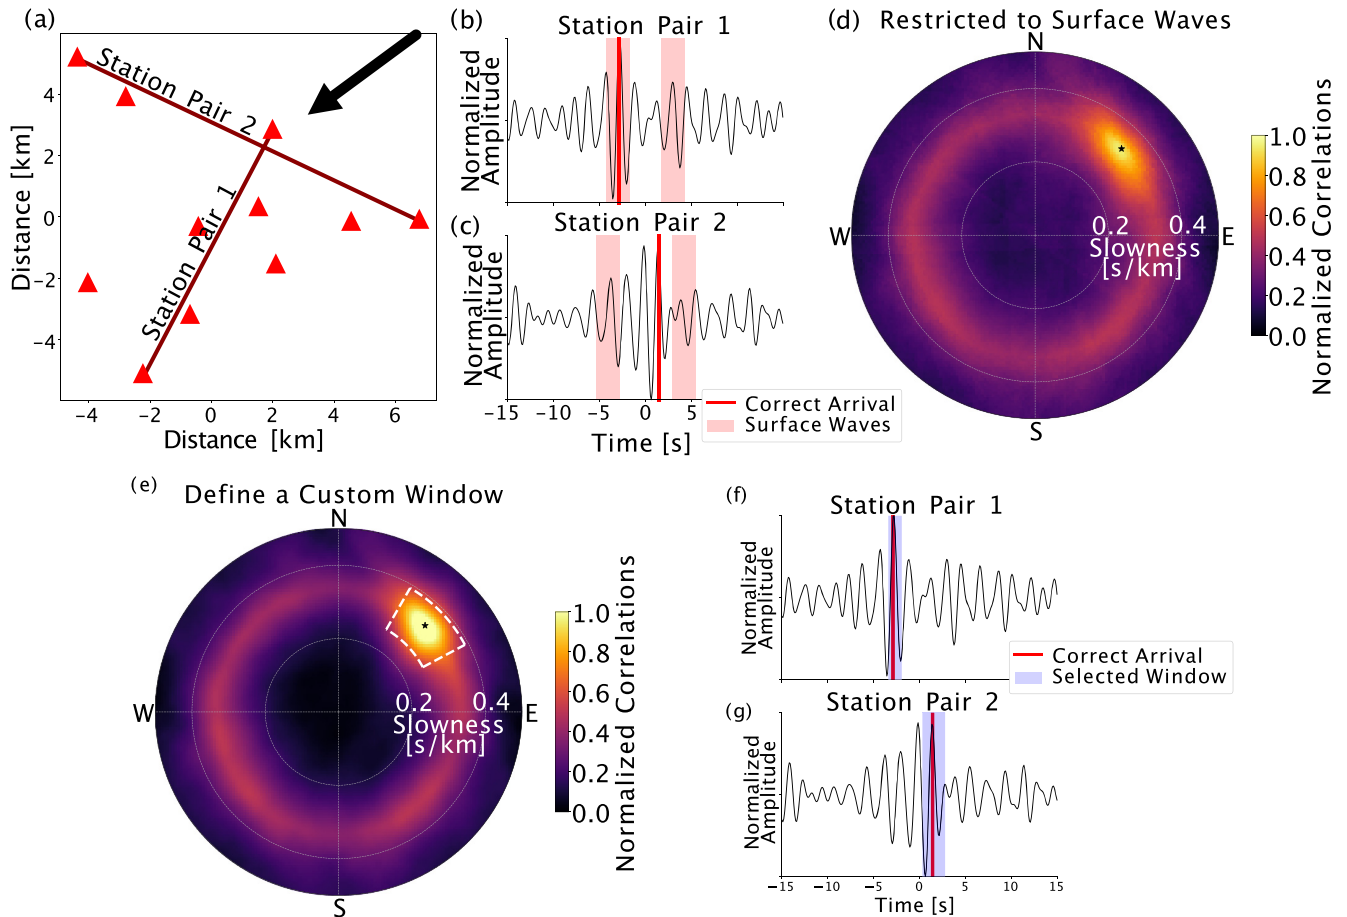 (a)
Station Pair 2
Station Pair 1
Distance [km]
4
2
0
−2
−4
−4
−2
0
2
4
6
Distance [km]
(b)
Station Pair 1
Normalized
Amplitude
(c)
Station Pair 2
Normalized
Amplitude
−15
−10
−5
0
5
Time [s]
Correct Arrival
Surface Waves
(d)
Restricted to Surface Waves
N
W
E
S
0.2
0.4
Slowness
[s/km]
1.0
0.8
0.6
0.4
0.2
0.0
Normalized Correlations
(e)
Define a Custom Window
N
W
E
S
0.2
0.4
Slowness
[s/km]
1.0
0.8
0.6
0.4
0.2
0.0
Normalized Correlations
(f)
Station Pair 1
Normalized
Amplitude
Correct Arrival
Selected Window
(g)
Station Pair 2
Normalized
Amplitude
−15
−10
−5
0
5
10
15
Time [s]